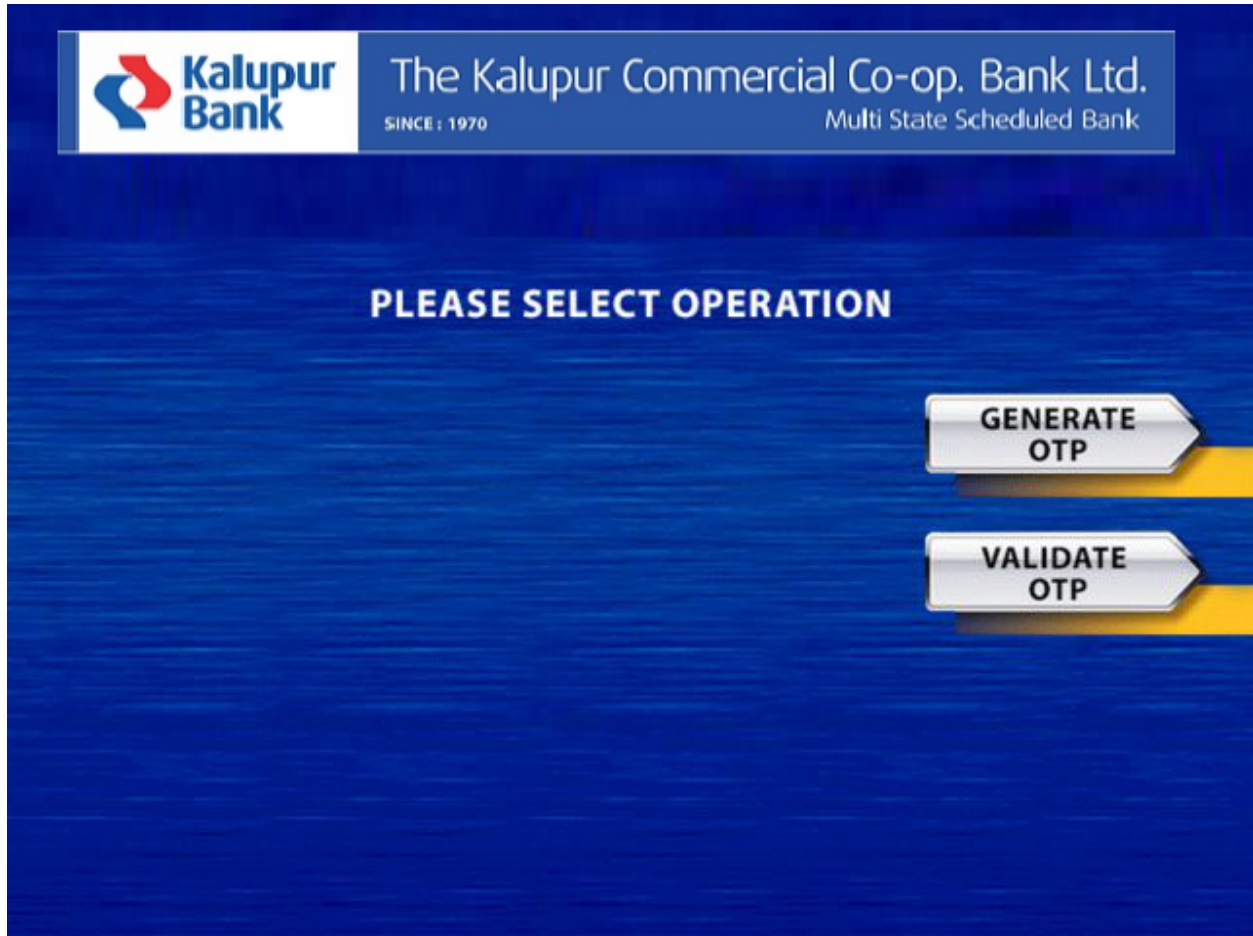 Kalupur
Bank
The Kalupur Commercial Co-op. Bank Ltd.
SINCE : 1970
Multi State Scheduled Bank
PLEASE SELECT OPERATION
GENERATE
OTP
VALIDATE
OTP